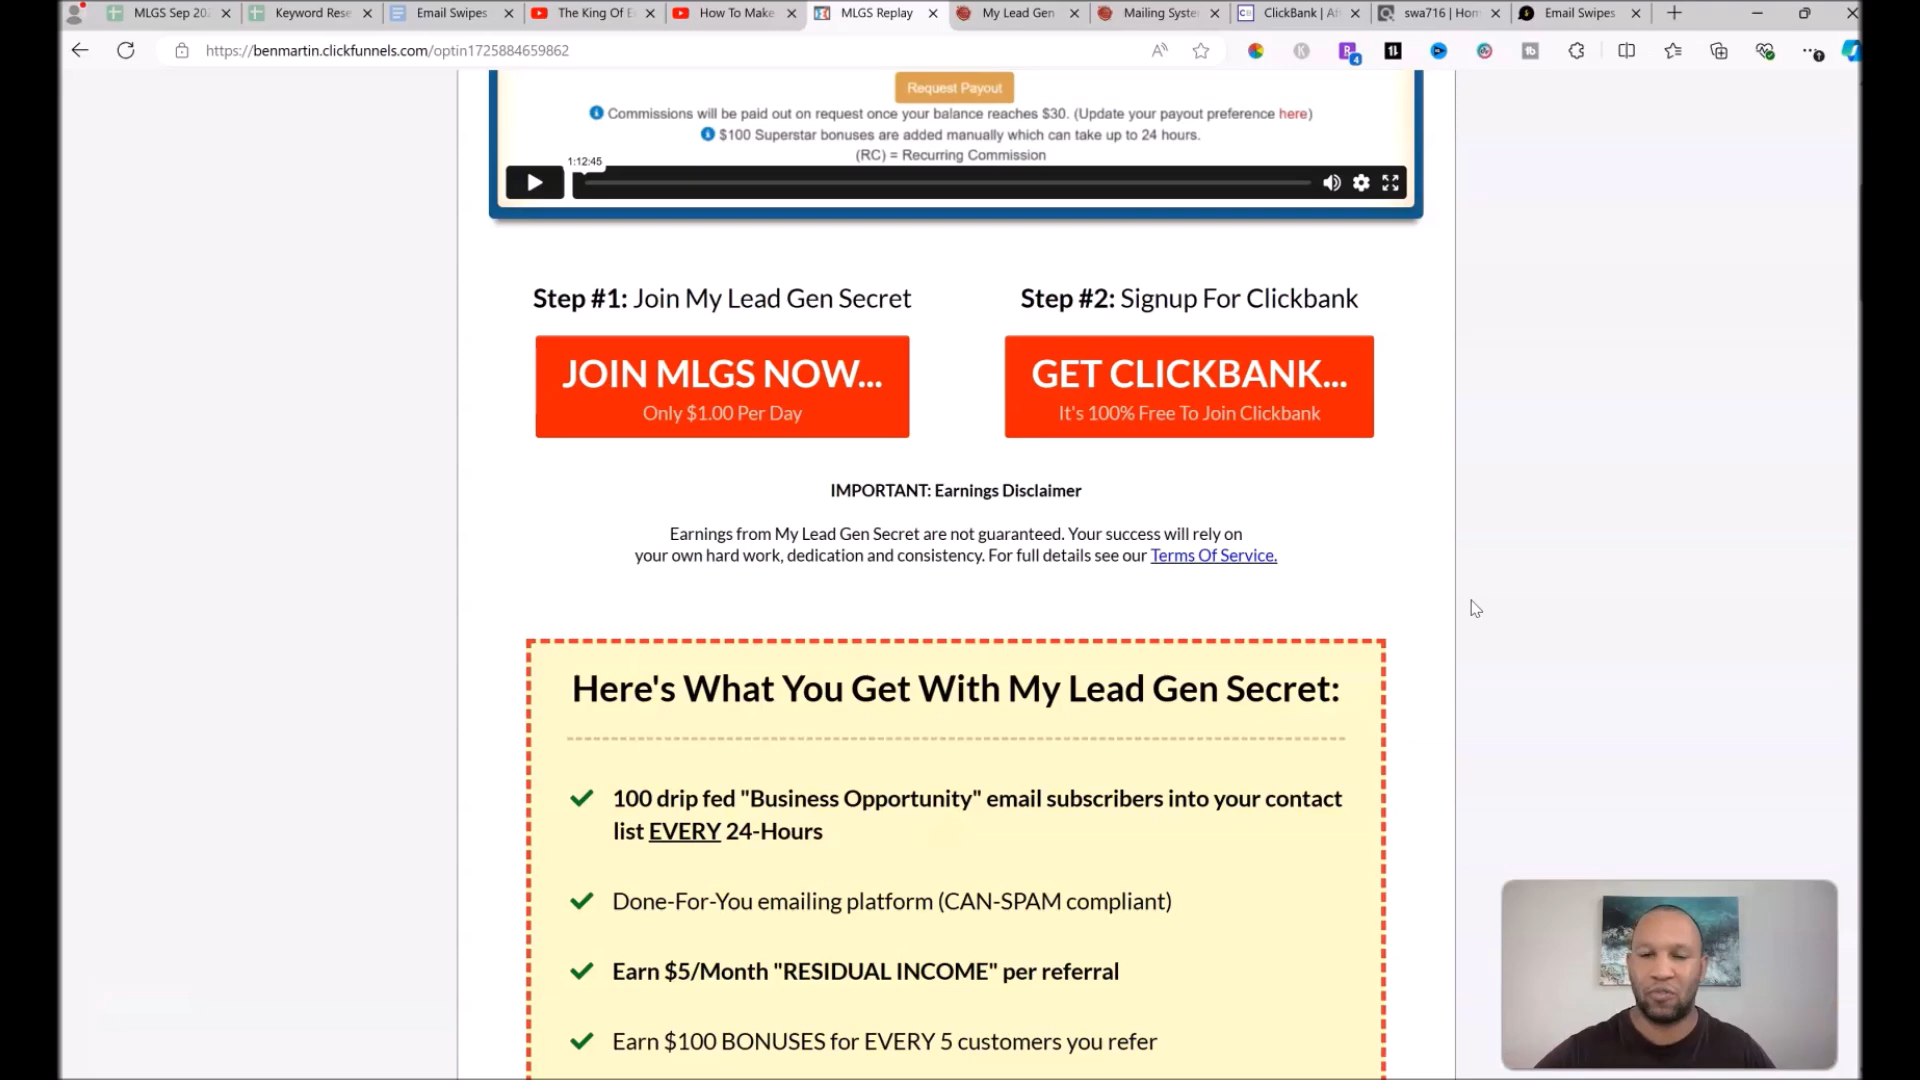 MLGS Sep 20
Keyword Rese
Email Swipes
The King Of E
How To Make
MLGS Replay
My Lead Gen
Mailing Syste
ClickBank | Af
swa716 | Hom
Email Swipes
https://benmartin.clickfunnels.com/optin1725884659862
Request Payout
Commissions will be paid out on request once your balance reaches $30. (Update your payout preference here)
$100 Superstar bonuses are added manually which can take up to 24 hours.
(RC) = Recurring Commission
1:12:45
Step #1: Join My Lead Gen Secret
JOIN MLGS NOW...
Only $1.00 Per Day
Step #2: Signup For Clickbank
GET CLICKBANK...
It's 100% Free To Join Clickbank
IMPORTANT: Earnings Disclaimer
Earnings from My Lead Gen Secret are not guaranteed. Your success will rely on
your own hard work, dedication and consistency. For full details see our Terms Of Service.
Here's What You Get With My Lead Gen Secret:
100 drip fed "Business Opportunity" email subscribers into your contact
list EVERY 24-Hours
Done-For-You emailing platform (CAN-SPAM compliant)
Earn $5/Month "RESIDUAL INCOME" per referral
Earn $100 BONUSES for EVERY 5 customers you refer